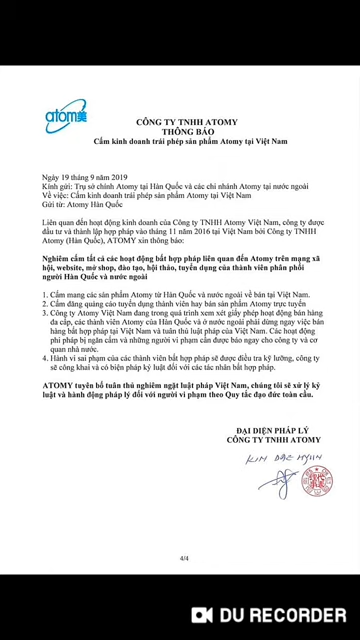 atom美
CÔNG TY TNHH ATOMY
THÔNG BÁO
Cấm kinh doanh trái phép sản phẩm Atomy tại Việt Nam
Ngày 19 tháng 9 năm 2019
Kính gửi: Trụ sở chính Atomy tại Hàn Quốc và các chi nhánh Atomy tại nước ngoài
Về việc: Cấm kinh doanh trái phép sản phẩm Atomy tại Việt Nam
Gửi từ: Atomy Hàn Quốc
Liên quan đến hoạt động kinh doanh của Công ty TNHH Atomy Việt Nam, công ty được
đầu tư và thành lập hợp pháp vào tháng 11 năm 2016 tại Việt Nam bởi Công ty TNHH
Atomy (Hàn Quốc), ATOMY xin thông báo:
Nghiêm cấm tất cả các hoạt động bất hợp pháp liên quan đến Atomy trên mạng xã
hội, website, mở shop, đào tạo, hội thảo, tuyển dụng của thành viên phân phối
người Hàn Quốc và nước ngoài
1. Cấm mang các sản phẩm Atomy từ Hàn Quốc và nước ngoài về bán tại Việt Nam.
2. Cấm đăng quảng cáo tuyển dụng thành viên hay bán sản phẩm Atomy trực tuyến
3. Công ty Atomy Việt Nam đang trong quá trình xem xét giấy phép hoạt động bán hàng
đa cấp, các thành viên Atomy của Hàn Quốc và ở nước ngoài phải dừng ngay việc bán
hàng bất hợp pháp tại Việt Nam và tuân thủ luật pháp của Việt Nam. Các hoạt động
phi pháp bị ngăn cấm và những người vi phạm cần được báo ngay cho công ty và cơ
quan nhà nước.
4. Hành vi sai phạm của các thành viên bất hợp pháp sẽ được điều tra kỹ lưỡng, công
ty sẽ công khai và có biện pháp kỷ luật đối với các tác nhân bất hợp pháp.
ATOMY tuyên bố tuân thủ nghiêm ngặt luật pháp Việt Nam, chúng tôi sẽ xử lý kỷ
luật và hành động pháp lý đối với người vi phạm theo Quy tắc đạo đức toàn cầu.
ĐẠI DIỆN PHÁP LÝ
CÔNG TY TNHH ATOMY
4/4
DU RECORDER